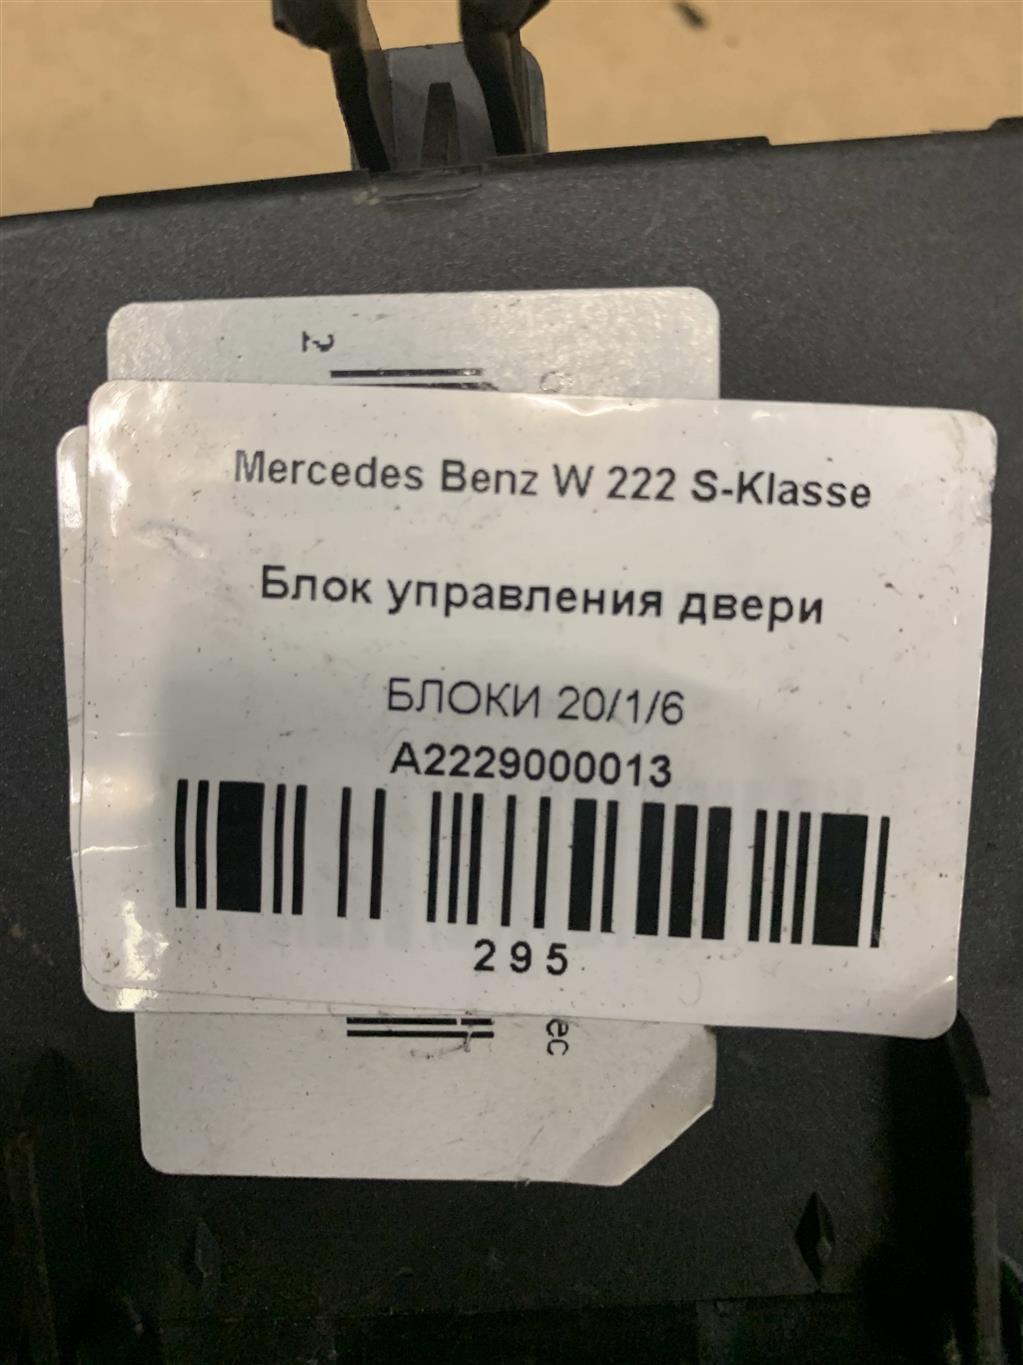 Mercedes Benz W 222 S-Klasse
Блок управления двери
БЛОКИ 20/1/6
A2229000013
295